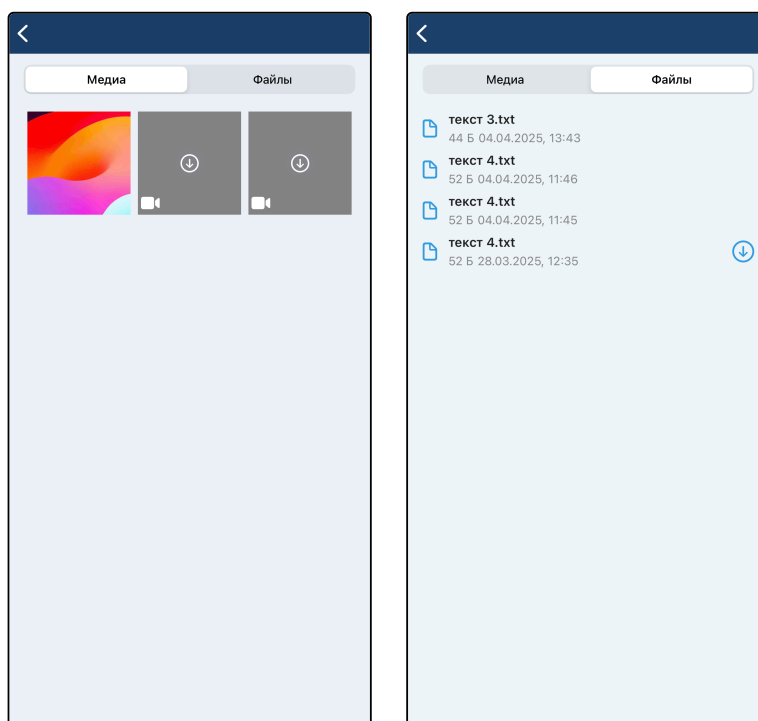 Медиа
Файлы
Медиа
Файлы
текст 3.txt
44 Б 04.04.2025, 13:43
текст 4.txt
52 Б 04.04.2025, 11:46
текст 4.txt
52 Б 04.04.2025, 11:45
текст 4.txt
52 Б 28.03.2025, 12:35